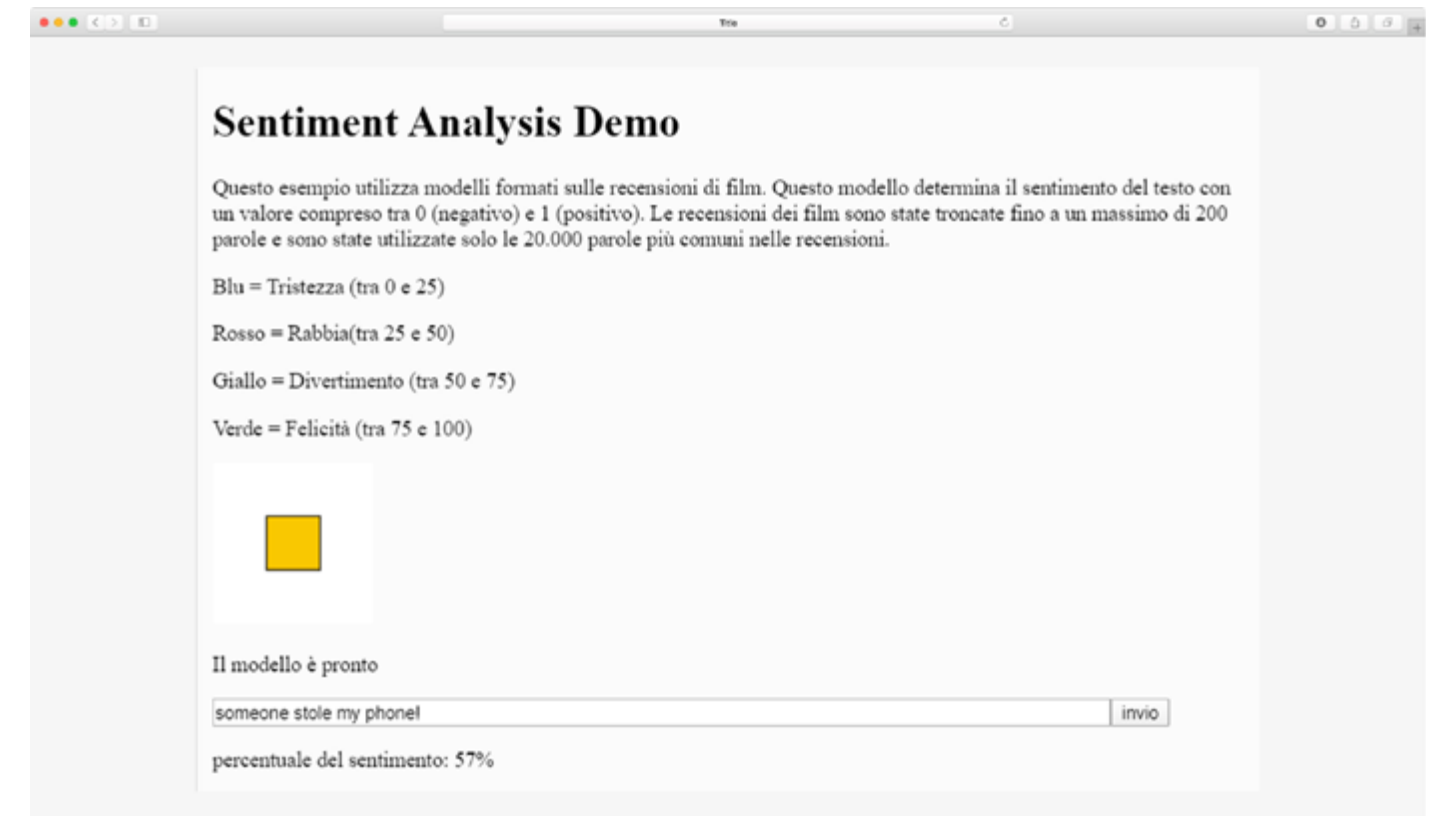 Trio
Sentiment Analysis Demo
Questo esempio utilizza modelli formati sulle recensioni di film. Questo modello determina il sentimento del testo con
un valore compreso tra 0 (negativo) e 1 (positivo). Le recensioni dei film sono state troncate fino a un massimo di 200
parole e sono state utilizzate solo le 20.000 parole più comuni nelle recensioni.
Blu = Tristezza (tra 0 e 25)
Rosso = Rabbia(tra 25 e 50)
Giallo = Divertimento (tra 50 e 75)
Verde = Felicità (tra 75 e 100)
Il modello è pronto
someone stole my phone!
invio
percentuale del sentimento: 57%